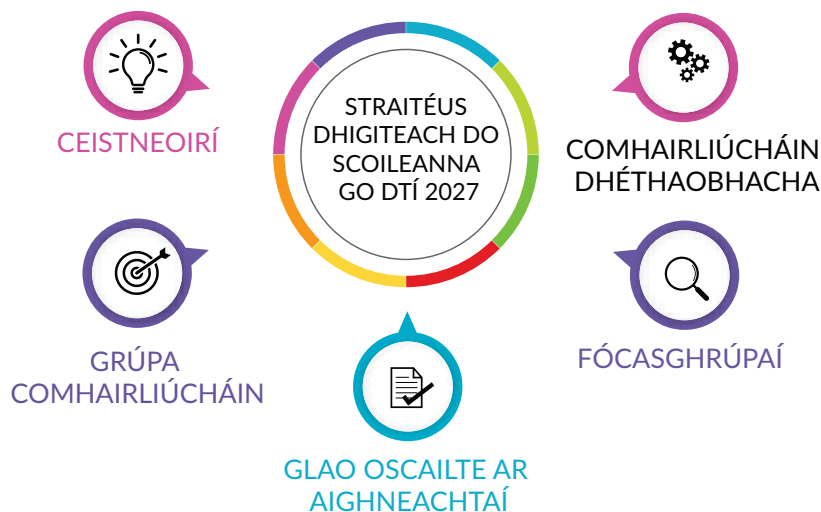 STRAITÉUS
DHIGITEACH DO
SCOILEANNA
GO DTÍ 2027
CEISTNEOIRÍ
COMHAIRLIÚCHÁIN
DHÉTHAOBHACHA
GRÚPA
COMHAIRLIÚCHÁIN
FÓCASGHRÚPAÍ
GLAO OSCAILTE AR
AIGHNEACHTAÍ